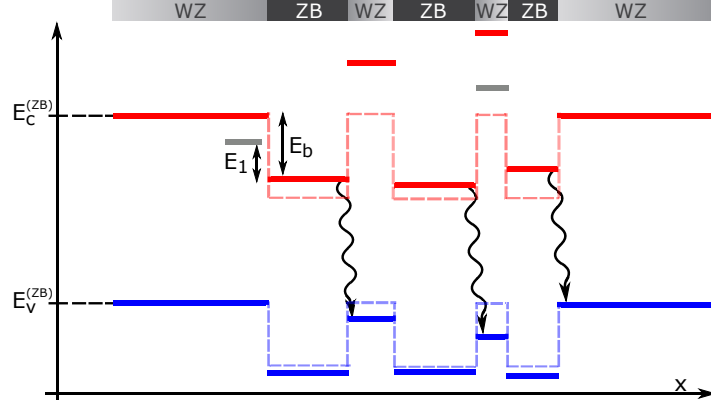 WZ ZB WZ ZB WZ ZB WZ
E_c^(ZB)
E_b
E_1
E_v^(ZB)
x